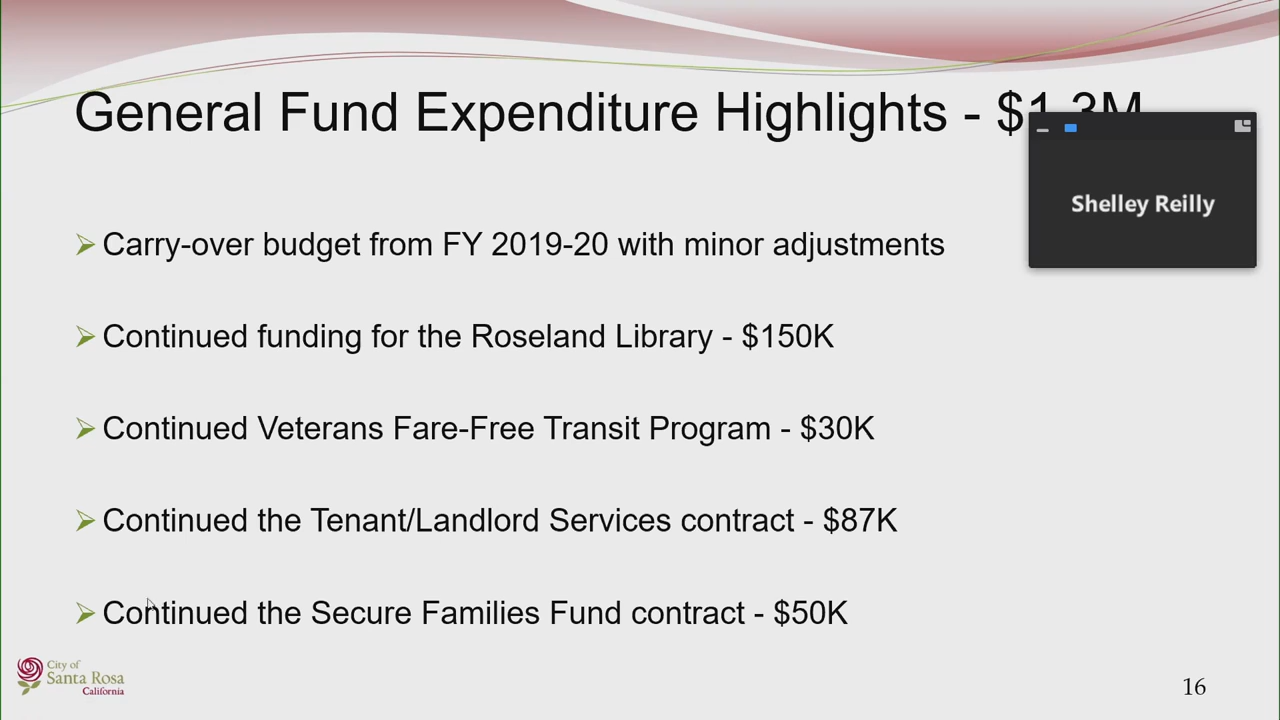 General Fund Expenditure Highlights - $1.3M
Shelley Reilly
Carry-over budget from FY 2019-20 with minor adjustments
Continued funding for the Roseland Library - $150K
Continued Veterans Fare-Free Transit Program - $30K
Continued the Tenant/Landlord Services contract - $87K
Continued the Secure Families Fund contract - $50K
City of
Santa Rosa
California
16